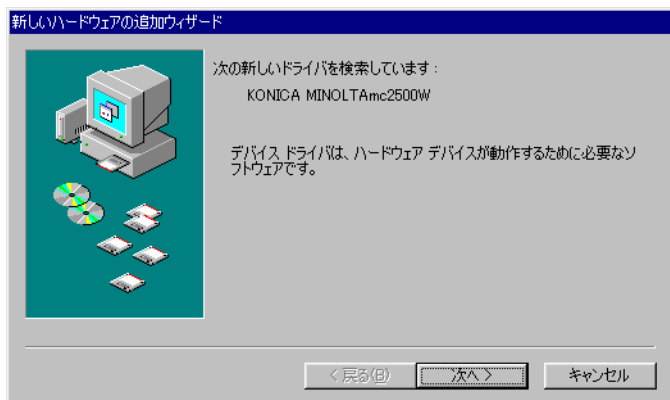 新しいハードウェアの追加ウィザード
次の新しいドライバを検索しています :
KONICA MINOLTAmc2500W
デバイス ドライバは、ハードウェア デバイスが動作するために必要なソ
フトウェアです。
< 戻る(B)
次へ >
キャンセル